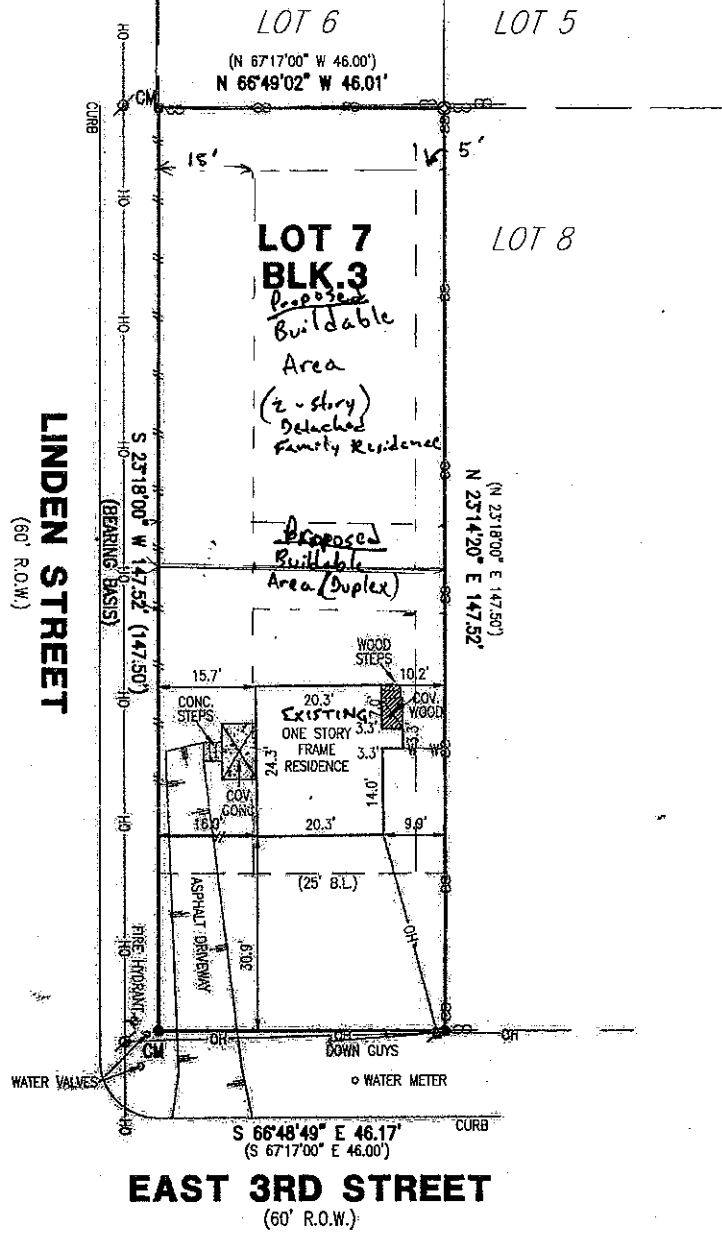 LOT 6
LOT 5
(N 67°17'00" W 46.00')
N 66°49'02" W 46.01'
CM
CURB
15'
5'
LOT 7
BLK.3
LOT 8
Proposed
Buildable
Area
(2-story)
Detached
Family Residence
LINDEN STREET
(60' R.O.W.)
S 23°18'00" W 147.52' (147.50')
(BEARING BASIS)
(N 23°18'00" E 147.50')
N 23°14'20" E 147.52'
Proposed
Buildable
Area (Duplex)
WOOD
STEPS
15.7'
20.3'
10.2'
CONC.
STEPS
EXISTING
ONE STORY
FRAME
RESIDENCE
7.0'
COV.
WOOD
3.3'
3.3'
3.3'
24.3'
14.0'
COV.
CONC.
16.0'
20.3'
9.9'
(25' B.L.)
ASPHALT DRIVEWAY
30.9'
FIRE HYDRANT
OH
CM
DOWN GUYS
WATER VALVES
WATER METER
CURB
S 66°48'49" E 46.17'
(S 67°17'00" E 46.00')
EAST 3RD STREET
(60' R.O.W.)